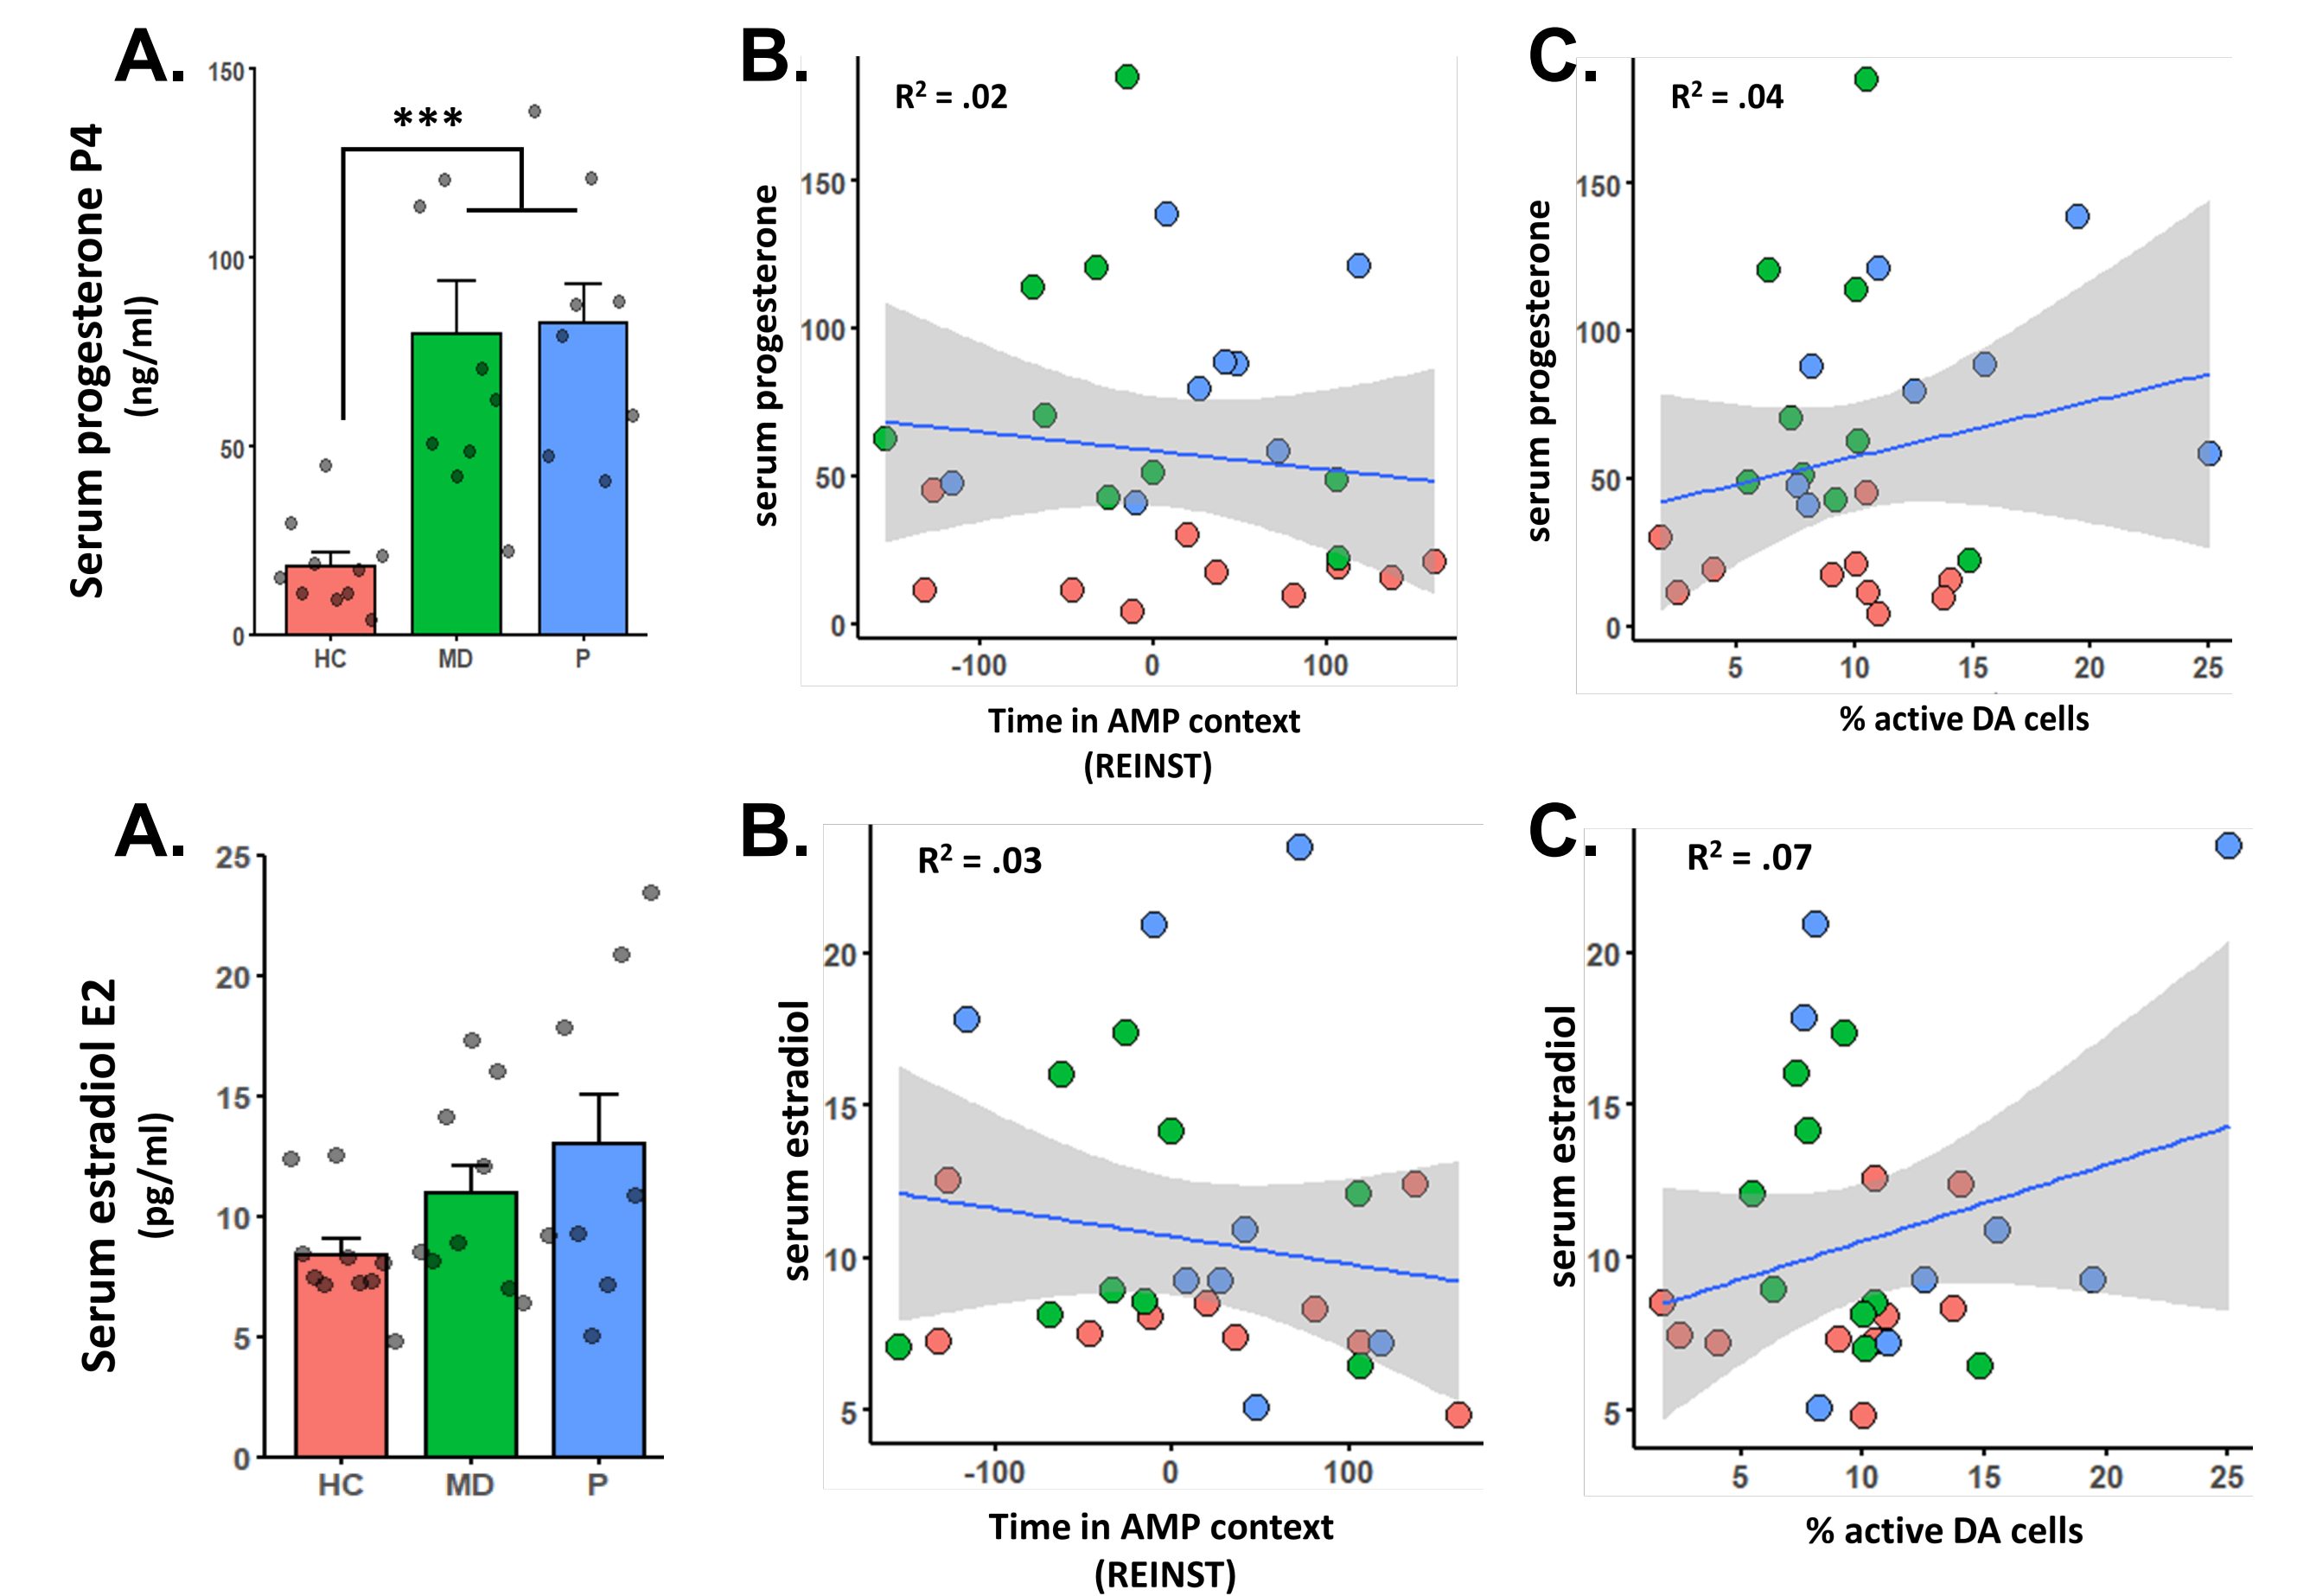 A.
Serum progesterone P4
(ng/ml)
150
100
50
0
***
HC MD P
B.
R² = .02
serum progesterone
150
100
50
0
-100 0 100
Time in AMP context
(REINST)
C.
R² = .04
serum progesterone
150
100
50
0
5 10 15 20 25
% active DA cells
A.
Serum estradiol E2
(pg/ml)
25
20
15
10
5
0
HC MD P
B.
R² = .03
serum estradiol
20
15
10
5
-100 0 100
Time in AMP context
(REINST)
C.
R² = .07
serum estradiol
20
15
10
5
5 10 15 20 25
% active DA cells